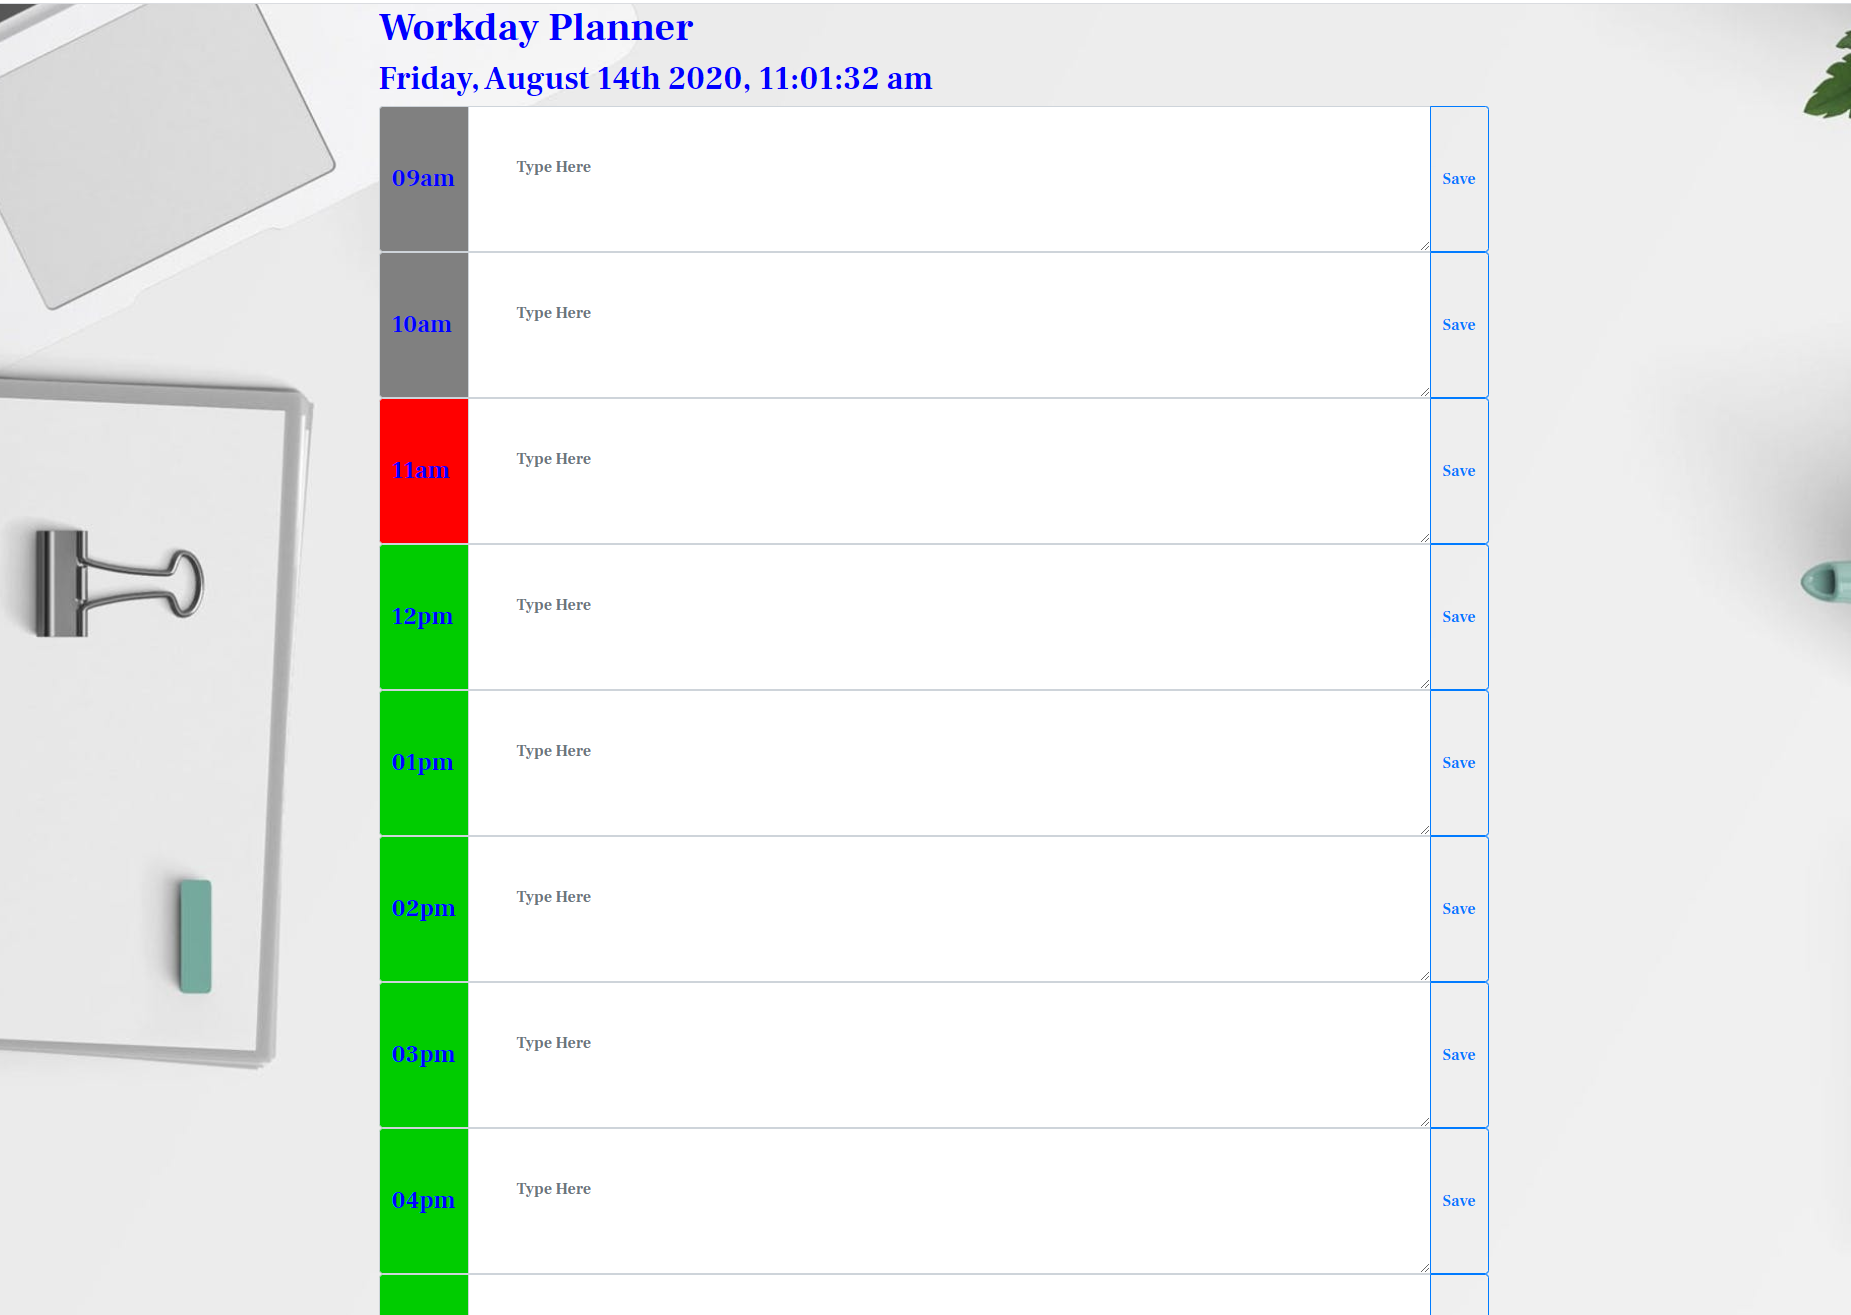 Workday Planner
Friday, August 14th 2020, 11:01:32 am
09am Type Here Save
10am Type Here Save
11am Type Here Save
12pm Type Here Save
01pm Type Here Save
02pm Type Here Save
03pm Type Here Save
04pm Type Here Save